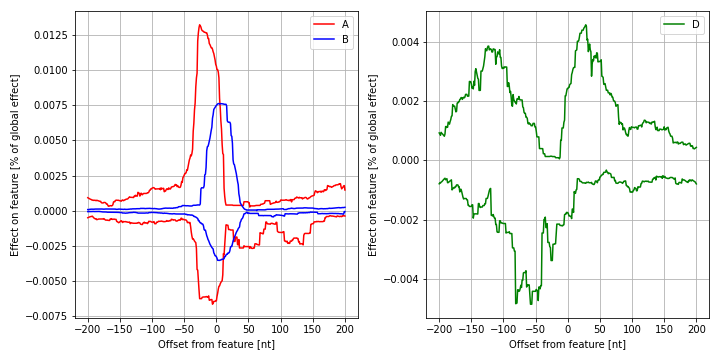 Effect on feature [% of global effect]
0.0125
0.0100
0.0075
0.0050
0.0025
0.0000
−0.0025
−0.0050
−0.0075
A
B
−200 −150 −100 −50 0 50 100 150 200
Offset from feature [nt]
Effect on feature [% of global effect]
0.004
0.002
0.000
−0.002
−0.004
D
−200 −150 −100 −50 0 50 100 150 200
Offset from feature [nt]